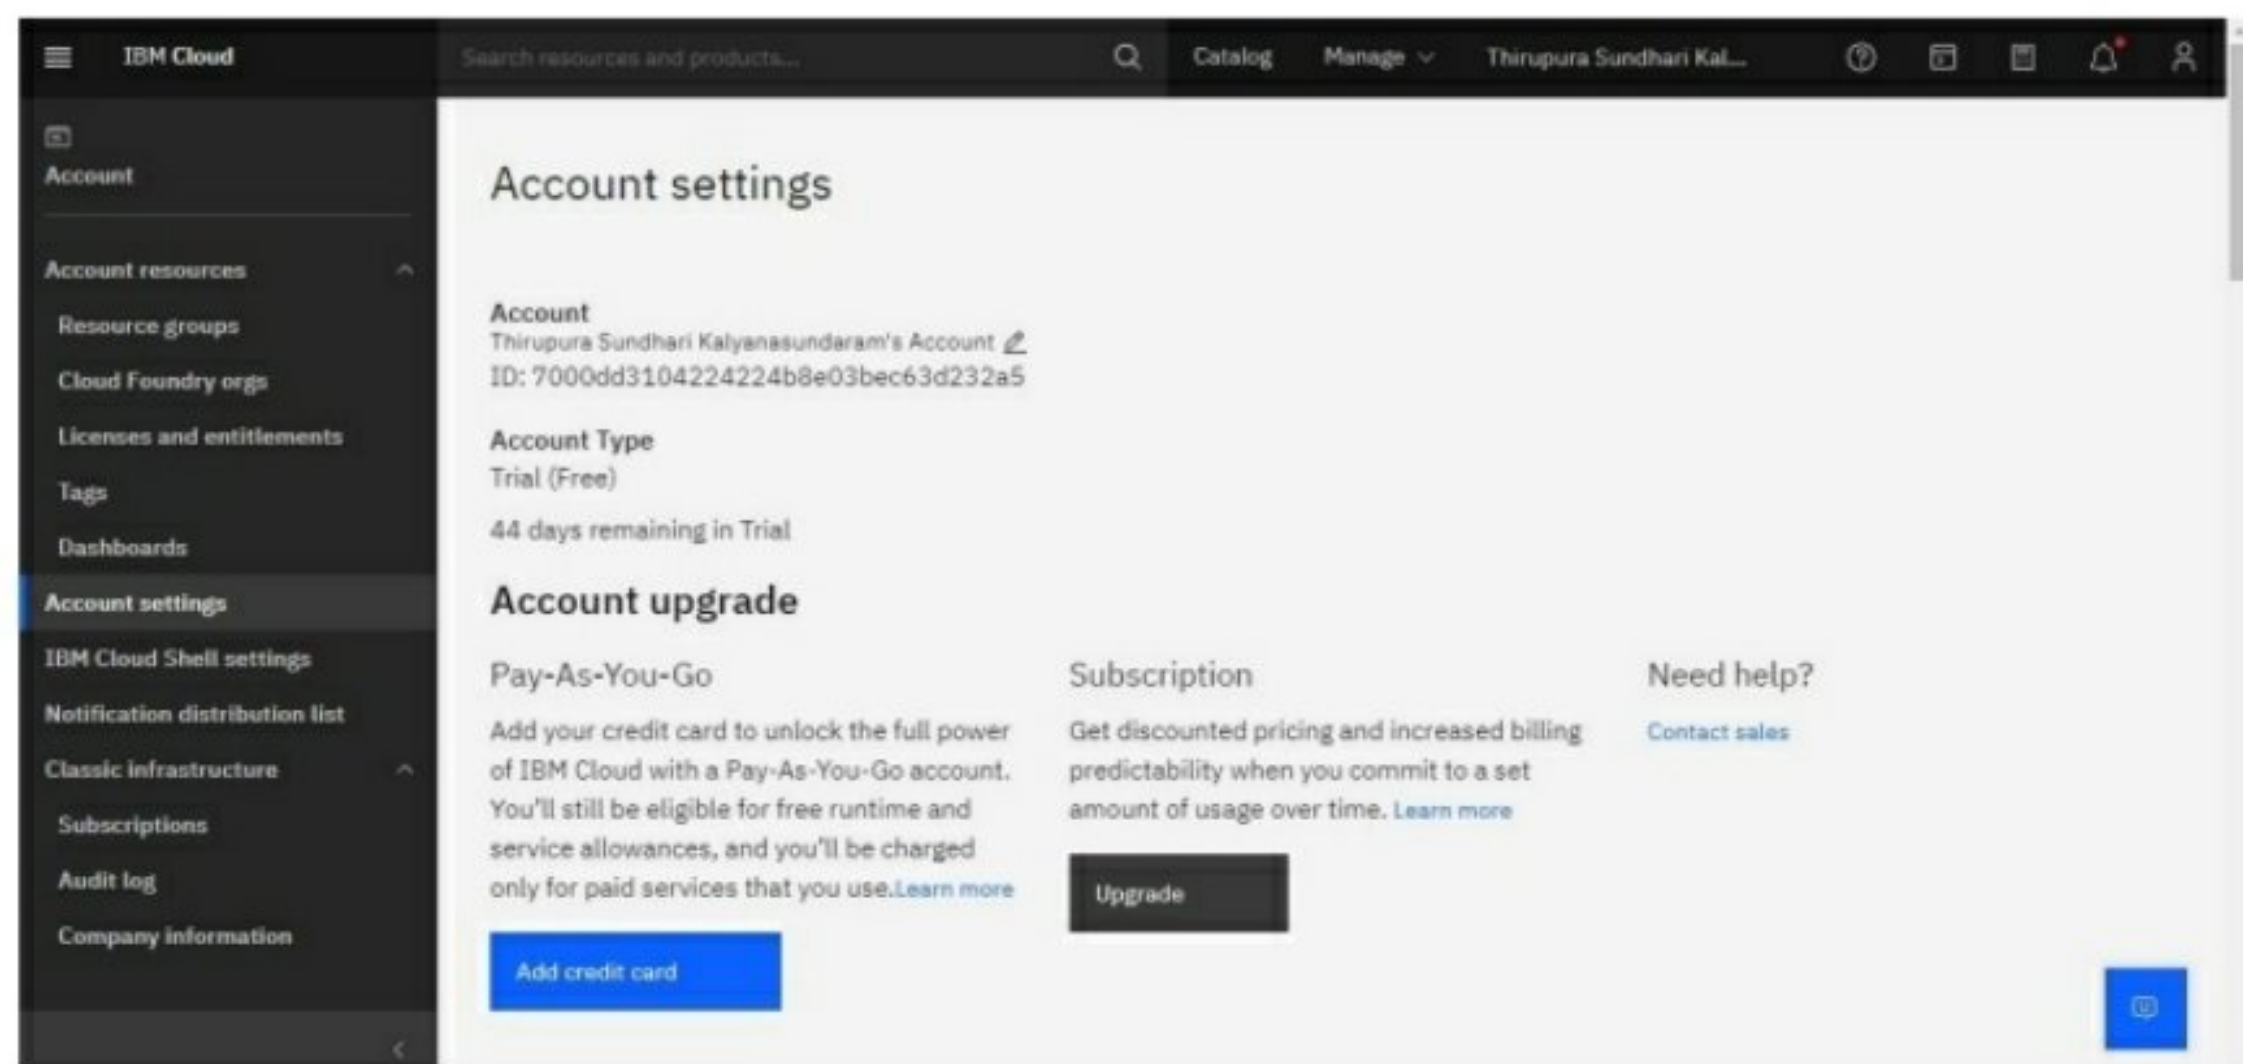 IBM Cloud
Search resources and products...
Catalog
Manage
Thirupura Sundhari Kal...
Account
Account resources
Resource groups
Cloud Foundry orgs
Licenses and entitlements
Tags
Dashboards
Account settings
IBM Cloud Shell settings
Notification distribution list
Classic infrastructure
Subscriptions
Audit log
Company information
Account settings
Account
Thirupura Sundhari Kalyanasundaram's Account
ID: 7000dd3104224224b8e03bec63d232a5
Account Type
Trial (Free)
44 days remaining in Trial
Account upgrade
Pay-As-You-Go
Add your credit card to unlock the full power
of IBM Cloud with a Pay-As-You-Go account.
You'll still be eligible for free runtime and
service allowances, and you'll be charged
only for paid services that you use.Learn more
Add credit card
Subscription
Get discounted pricing and increased billing
predictability when you commit to a set
amount of usage over time. Learn more
Upgrade
Need help?
Contact sales